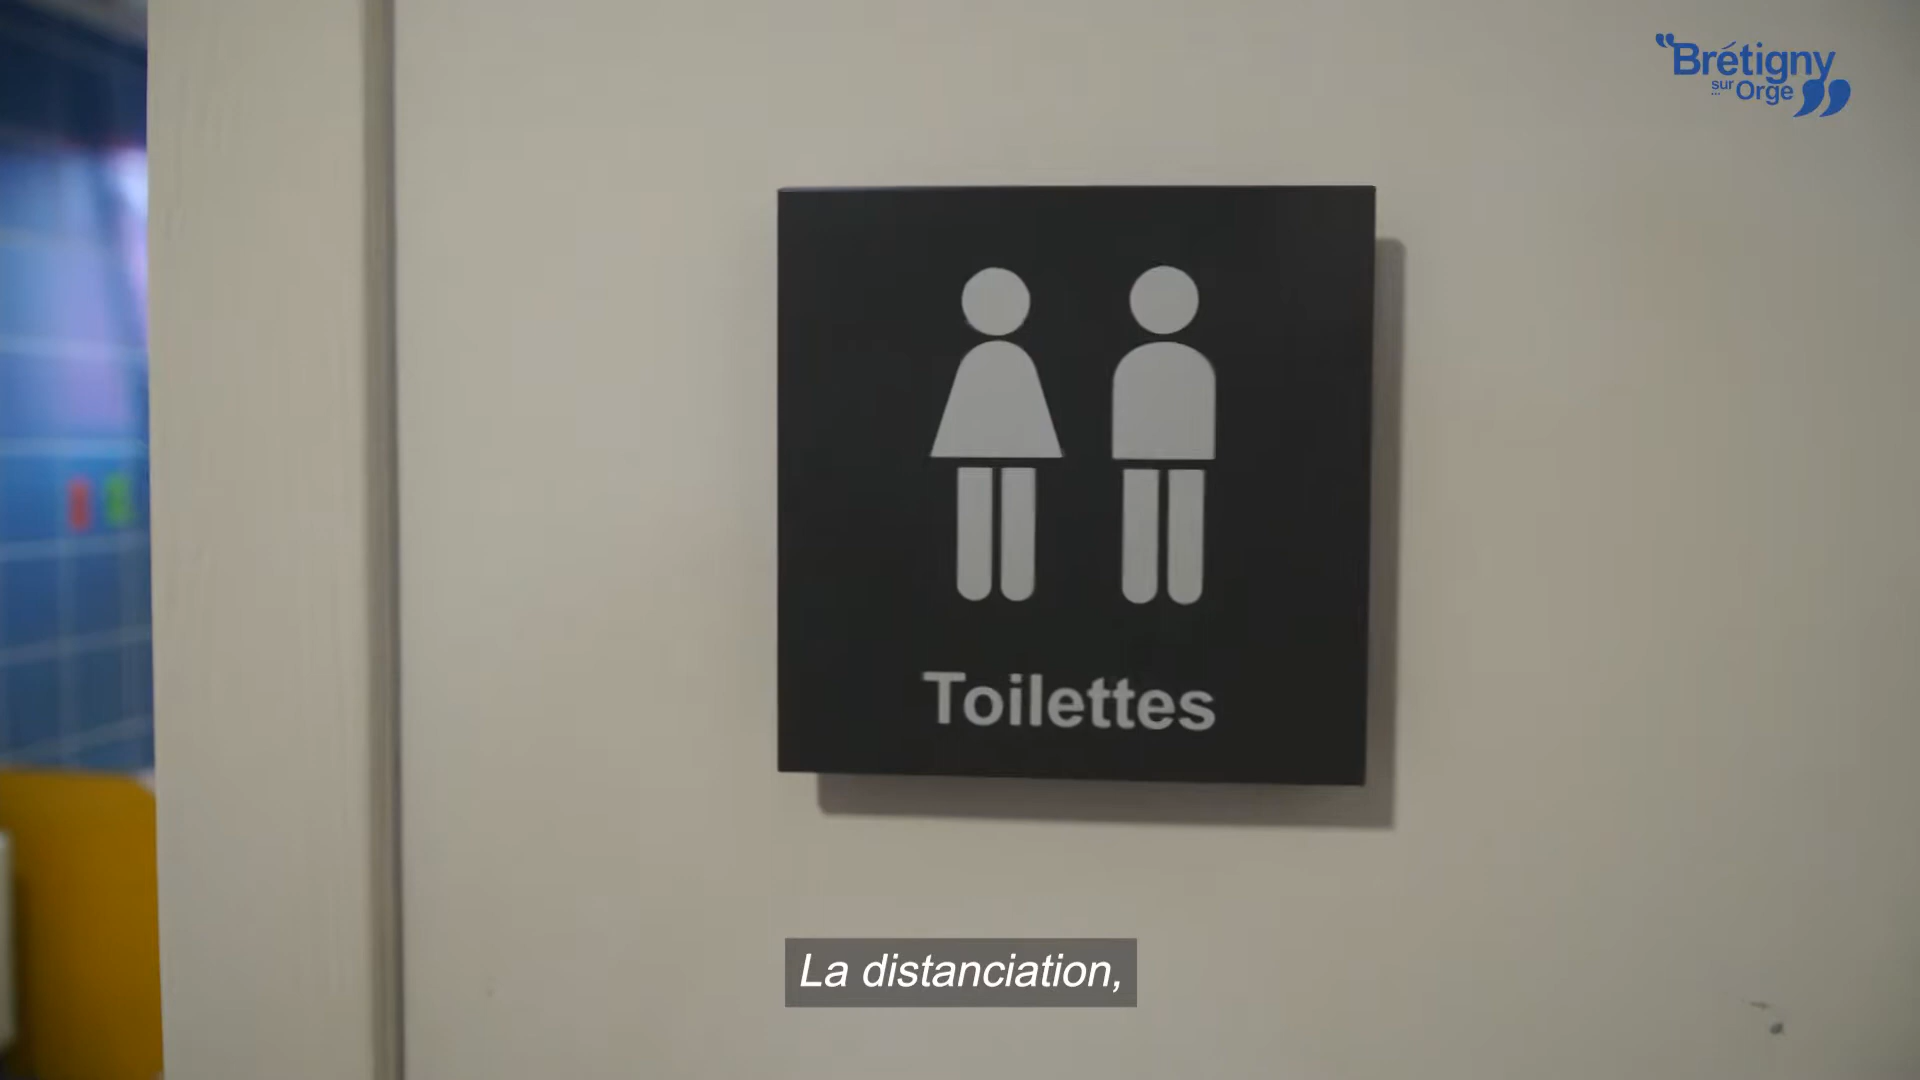 Brétigny
sur Orge
Toilettes
La distanciation,